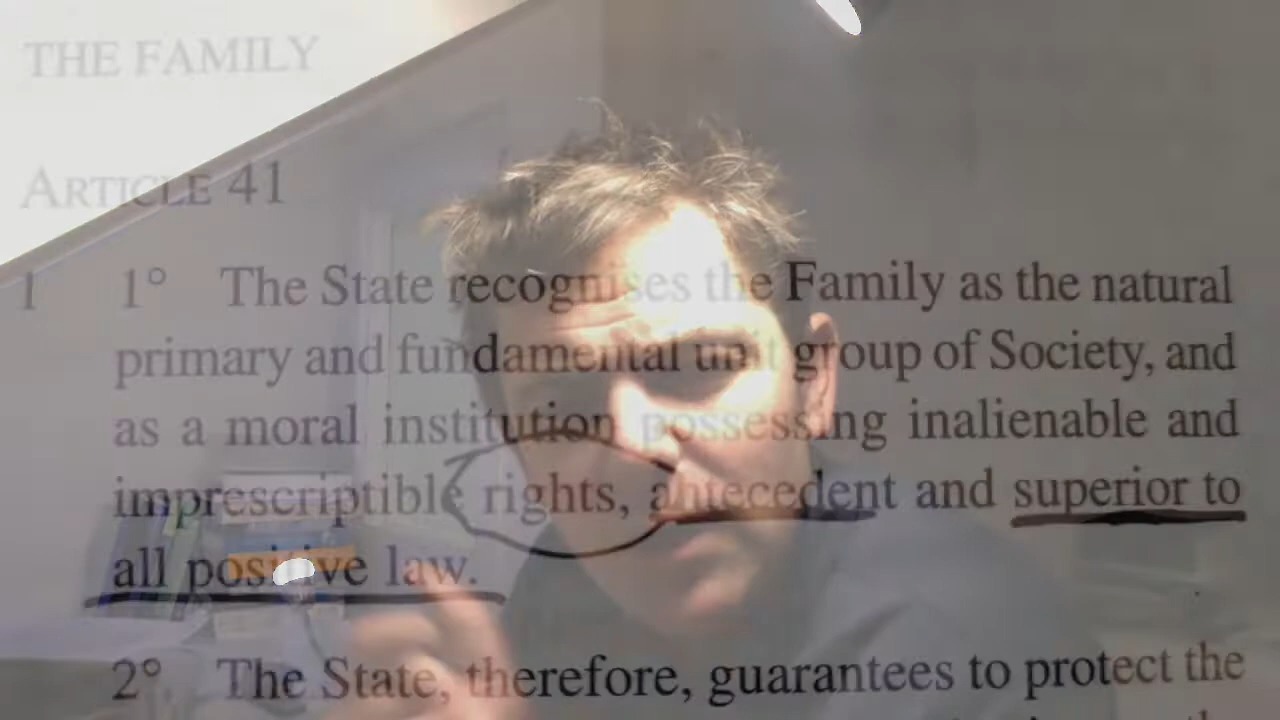 THE FAMILY
ARTICLE 41
1 1° The State recognises the Family as the natural
primary and fundamental unit group of Society, and
as a moral institution possessing inalienable and
imprescriptible rights, antecedent and superior to
all positive law.
2° The State, therefore, guarantees to protect the